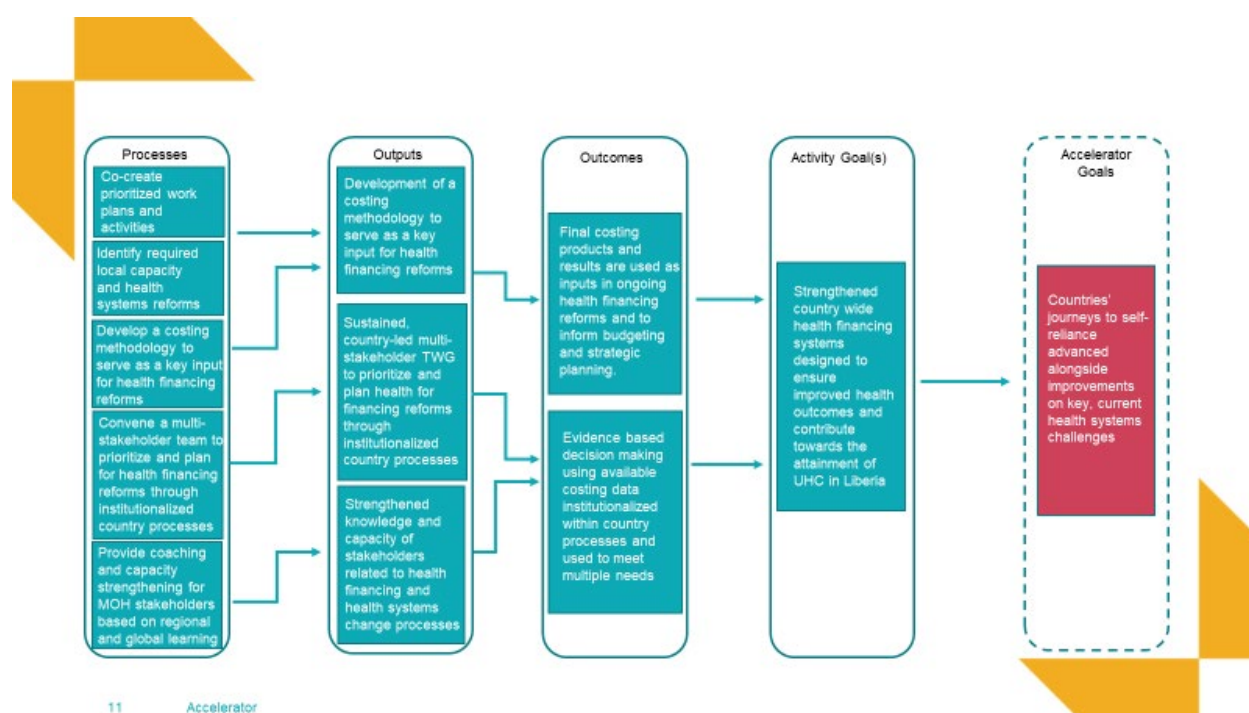 Processes
Co-create
prioritized work
plans and
activities
Identify required
local capacity
and health
systems reforms
Develop a costing
methodology to
serve as a key input
for health financing
reforms
Convene a multi-
stakeholder team to
prioritize and plan
for health financing
reforms through
institutionalized
country processes
Provide coaching
and capacity
strengthening for
MOH stakeholders
based on regional
and global learning
Outputs
Development of a
costing
methodology to
serve as a key
input for health
financing reforms
Sustained,
country-led multi-
stakeholder TWG
to prioritize and
plan health for
financing reforms
through
institutionalized
country processes
Strengthened
knowledge and
capacity of
stakeholders
related to health
financing and
health systems
change processes
Outcomes
Final costing
products and
results are used as
inputs in ongoing
health financing
reforms and to
inform budgeting
and strategic
planning.
Evidence based
decision making
using available
costing data
institutionalized
within country
processes and
used to meet
multiple needs
Activity Goal(s)
Strengthened
country wide
health financing
systems
designed to
ensure
improved health
outcomes and
contribute
towards the
attainment of
UHC in Liberia
Accelerator
Goals
Countries'
journeys to self-
reliance
advanced
alongside
improvements
on key, current
health systems
challenges
11 Accelerator